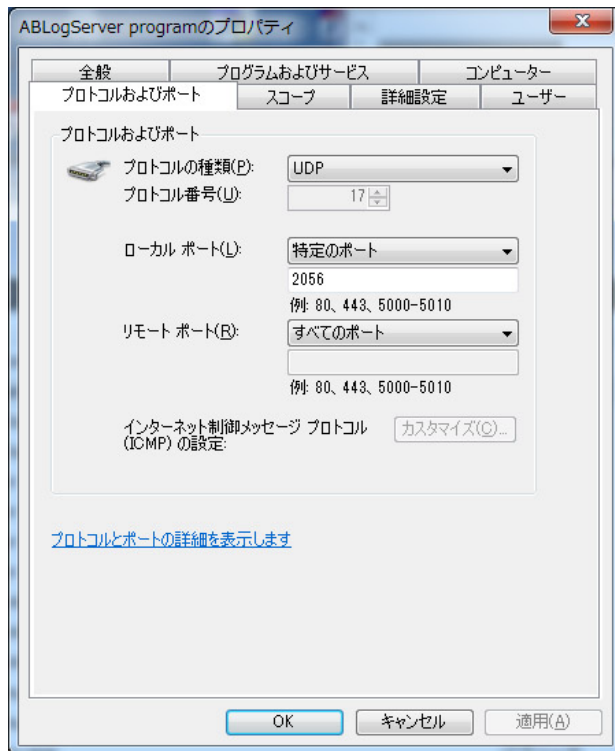 ABLogServer programのプロパティ
全般 プログラムおよびサービス コンピューター
プロトコルおよびポート スコープ 詳細設定 ユーザー
プロトコルおよびポート
プロトコルの種類(P): UDP
プロトコル番号(U): 17
ローカル ポート(L): 特定のポート
2056
例: 80、443、5000-5010
リモート ポート(R): すべてのポート
例: 80、443、5000-5010
インターネット制御メッセージ プロトコル カスタマイズ(C)...
(ICMP) の設定:
プロトコルとポートの詳細を表示します
OK キャンセル 適用(A)